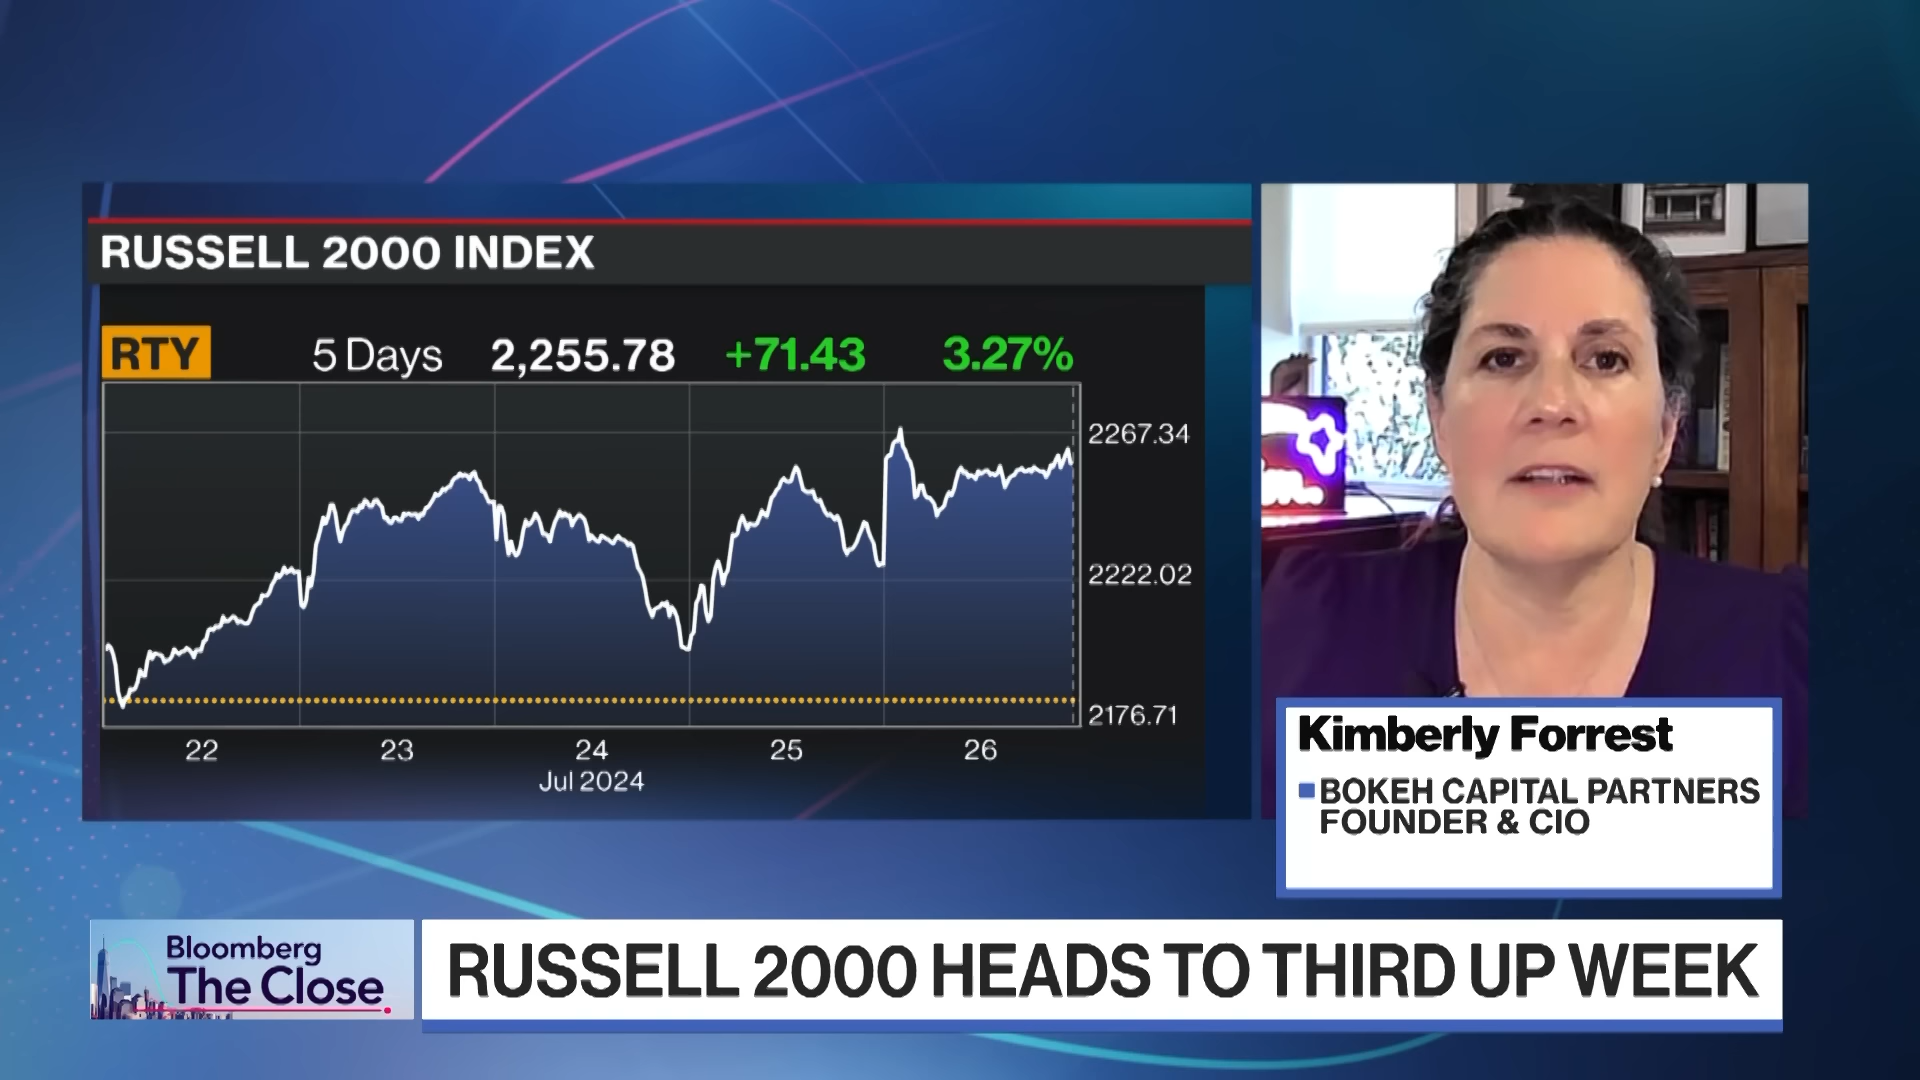 RUSSELL 2000 INDEX
RTY 5 Days 2,255.78 +71.43 3.27%
2267.34
2222.02
2176.71
22 23 24 25 26
Jul 2024
Kimberly Forrest
BOKEH CAPITAL PARTNERS
FOUNDER & CIO
Bloomberg
The Close
RUSSELL 2000 HEADS TO THIRD UP WEEK